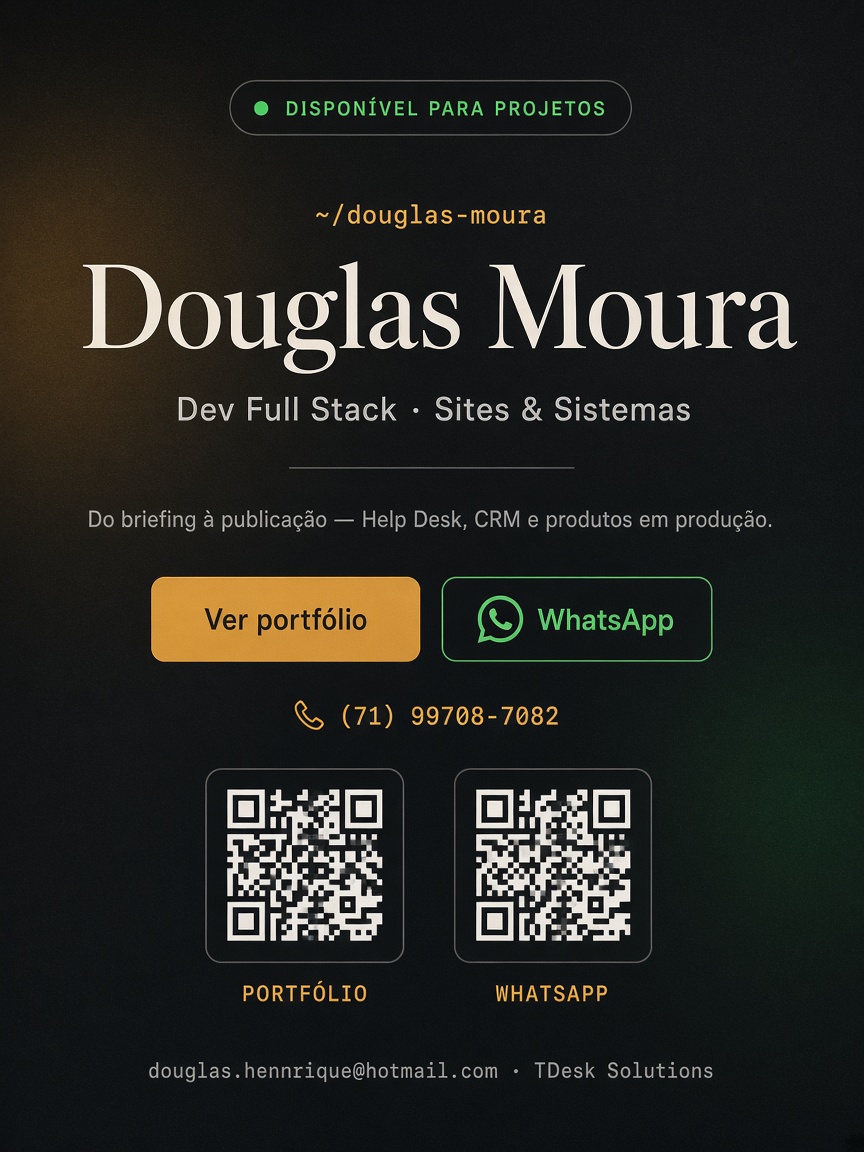 DISPONÍVEL PARA PROJETOS
~/douglas-moura
Douglas Moura
Dev Full Stack · Sites & Sistemas
Do briefing à publicação — Help Desk, CRM e produtos em produção.
Ver portfólio
WhatsApp
(71) 99708-7082
PORTFÓLIO
WHATSAPP
douglas.hennrique@hotmail.com · TDesk Solutions